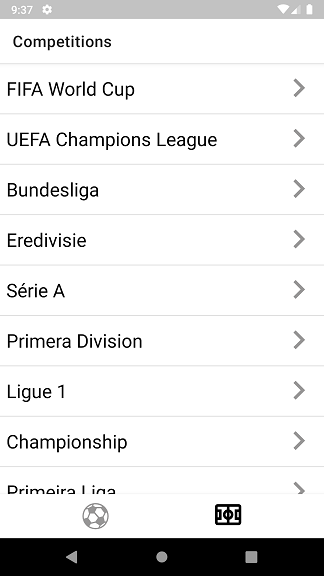 9:37
Competitions
FIFA World Cup
UEFA Champions League
Bundesliga
Eredivisie
Série A
Primera Division
Ligue 1
Championship
Primeira Liga